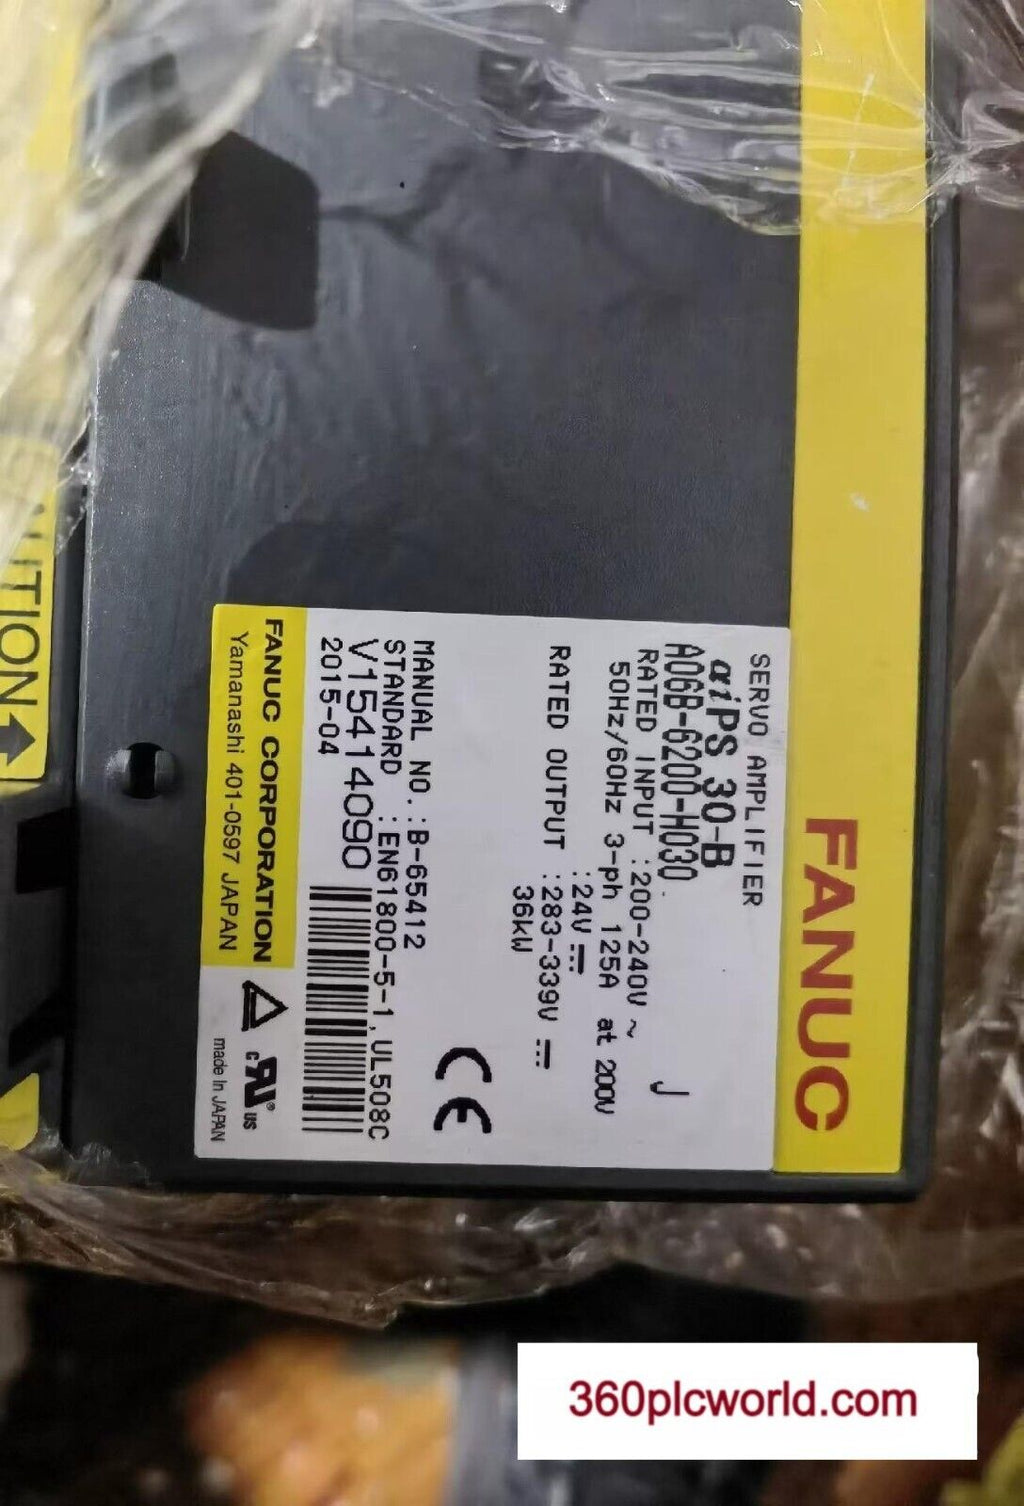 FANUC
SERVO AMPLIFIER
αiPS 30-B
A06B-6200-H030
J
RATED INPUT :200-240V ~
50Hz/60Hz 3-ph 125A at 200V
:24V
RATED OUTPUT :283-339V
36kW
MANUAL NO. :B-65412
STANDARD :EN61800-5-1,UL508C
V15414090
2015-04
CE
FANUC CORPORATION
Yamanashi 401-0597 JAPAN
c RU ® US
made In JAPAN
360plcworld.com